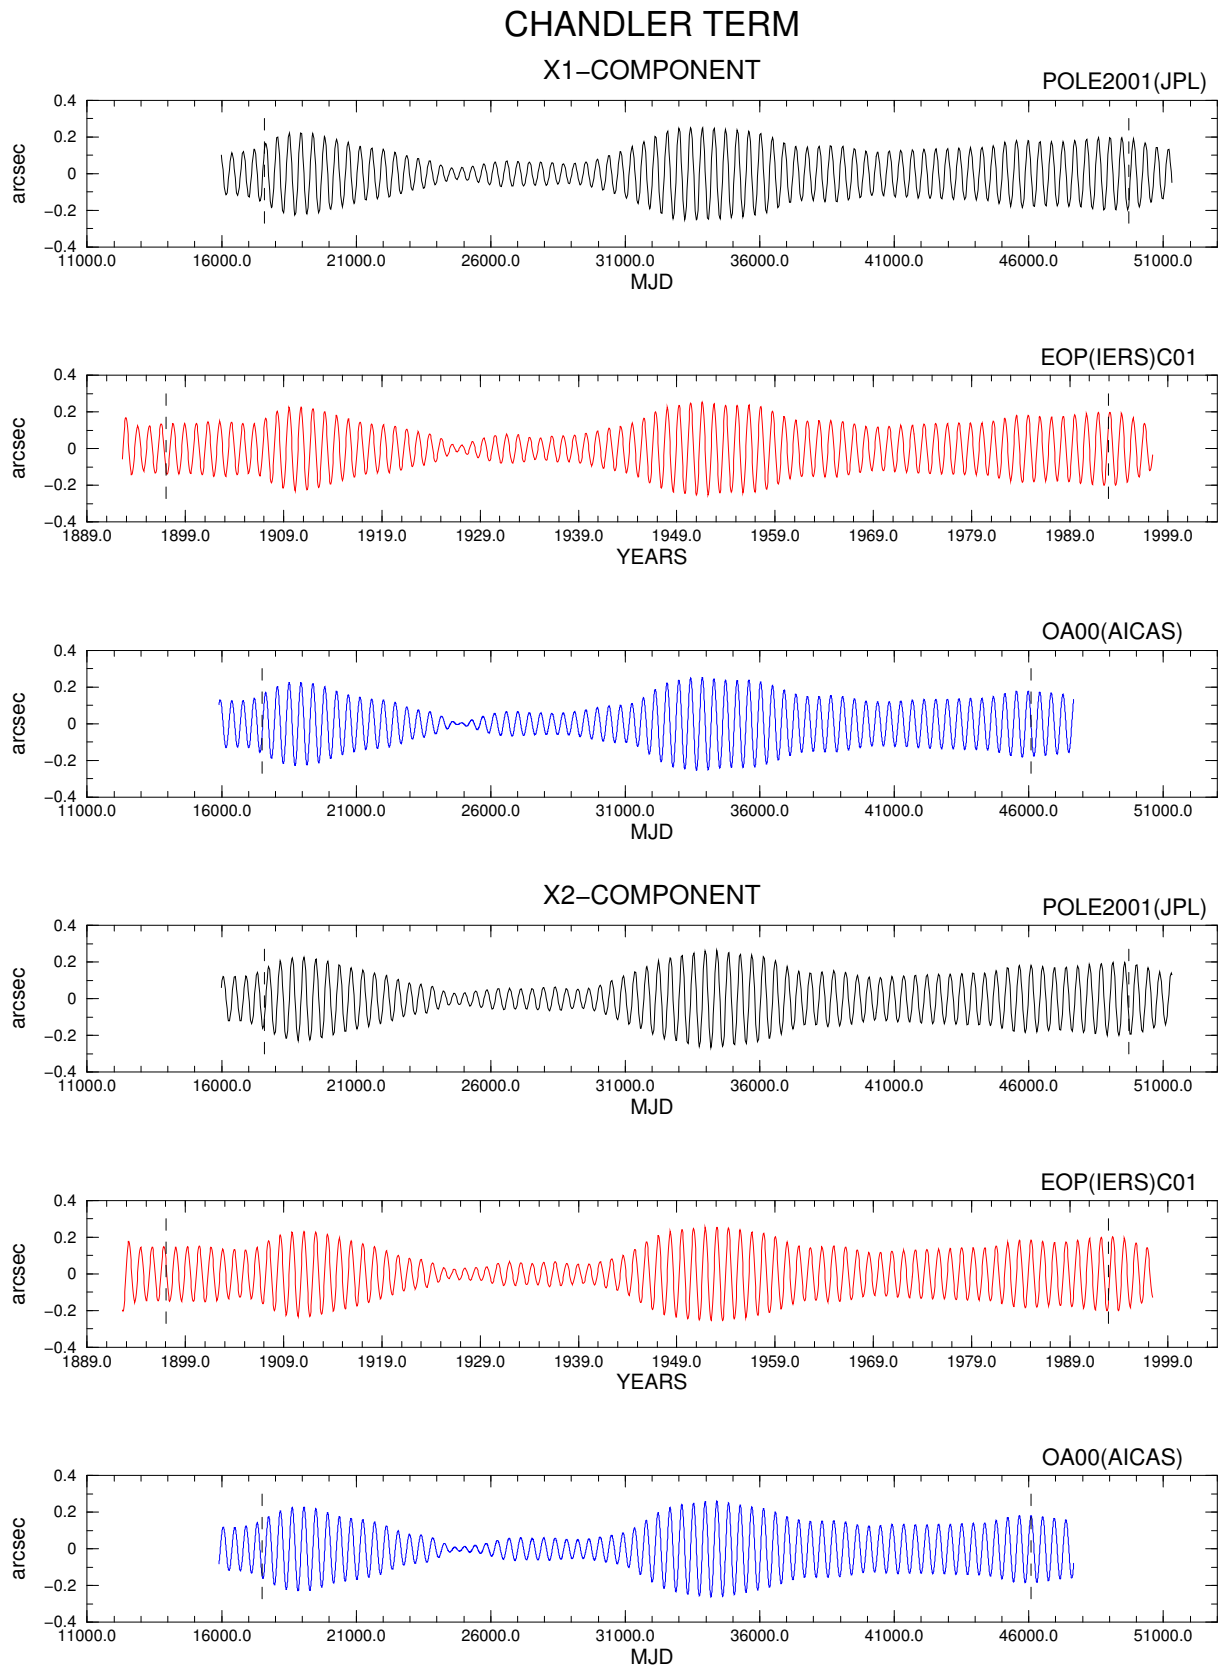 CHANDLER TERM
X1−COMPONENT
POLE2001(JPL)
0.4
0.2
0
−0.2
−0.4
arcsec
11000.0 16000.0 21000.0 26000.0 31000.0 36000.0 41000.0 46000.0 51000.0
MJD
EOP(IERS)C01
0.4
0.2
0
−0.2
−0.4
arcsec
1889.0 1899.0 1909.0 1919.0 1929.0 1939.0 1949.0 1959.0 1969.0 1979.0 1989.0 1999.0
YEARS
OA00(AICAS)
0.4
0.2
0
−0.2
−0.4
arcsec
11000.0 16000.0 21000.0 26000.0 31000.0 36000.0 41000.0 46000.0 51000.0
MJD
X2−COMPONENT
POLE2001(JPL)
0.4
0.2
0
−0.2
−0.4
arcsec
11000.0 16000.0 21000.0 26000.0 31000.0 36000.0 41000.0 46000.0 51000.0
MJD
EOP(IERS)C01
0.4
0.2
0
−0.2
−0.4
arcsec
1889.0 1899.0 1909.0 1919.0 1929.0 1939.0 1949.0 1959.0 1969.0 1979.0 1989.0 1999.0
YEARS
OA00(AICAS)
0.4
0.2
0
−0.2
−0.4
arcsec
11000.0 16000.0 21000.0 26000.0 31000.0 36000.0 41000.0 46000.0 51000.0
MJD